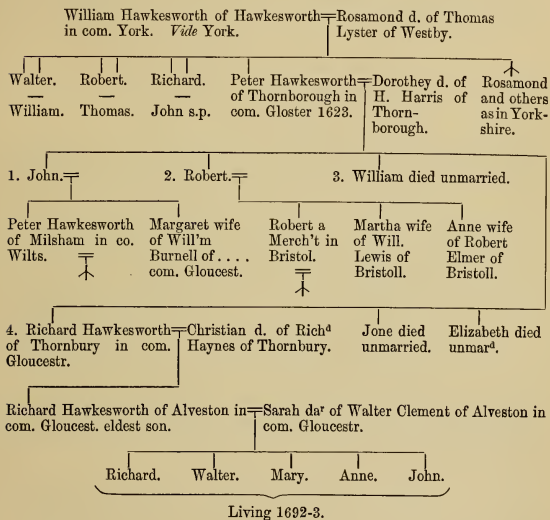 William Hawkesworth of Hawkesworth
in com. York. Vide York.
Rosamond d. of Thomas
Lyster of Westby.
Walter.
—
William.
Robert.
—
Thomas.
Richard.
—
John s.p.
Peter Hawkesworth
of Thornborough in
com. Gloster 1623.
Dorothey d. of
H. Harris of
Thorn-
borough.
Rosamond
and others
as in York-
shire.
1. John.
2. Robert.
3. William died unmarried.
Peter Hawkesworth
of Milsham in co.
Wilts.
Margaret wife
of Will'm
Burnell of . . . .
com. Gloucest.
Robert a
Merch't in
Bristol.
Martha wife
of Will.
Lewis of
Bristoll.
Anne wife
of Robert
Elmer of
Bristoll.
4. Richard Hawkesworth
of Thornbury in com.
Gloucestr.
Christian d. of Richᵈ
Haynes of Thornbury.
Jone died
unmarried.
Elizabeth died
unmarᵈ.
Richard Hawkesworth of Alveston in
com. Gloucest. eldest son.
Sarah daʳ of Walter Clement of Alveston in
com. Gloucestr.
Richard. Walter. Mary. Anne. John.
Living 1692-3.